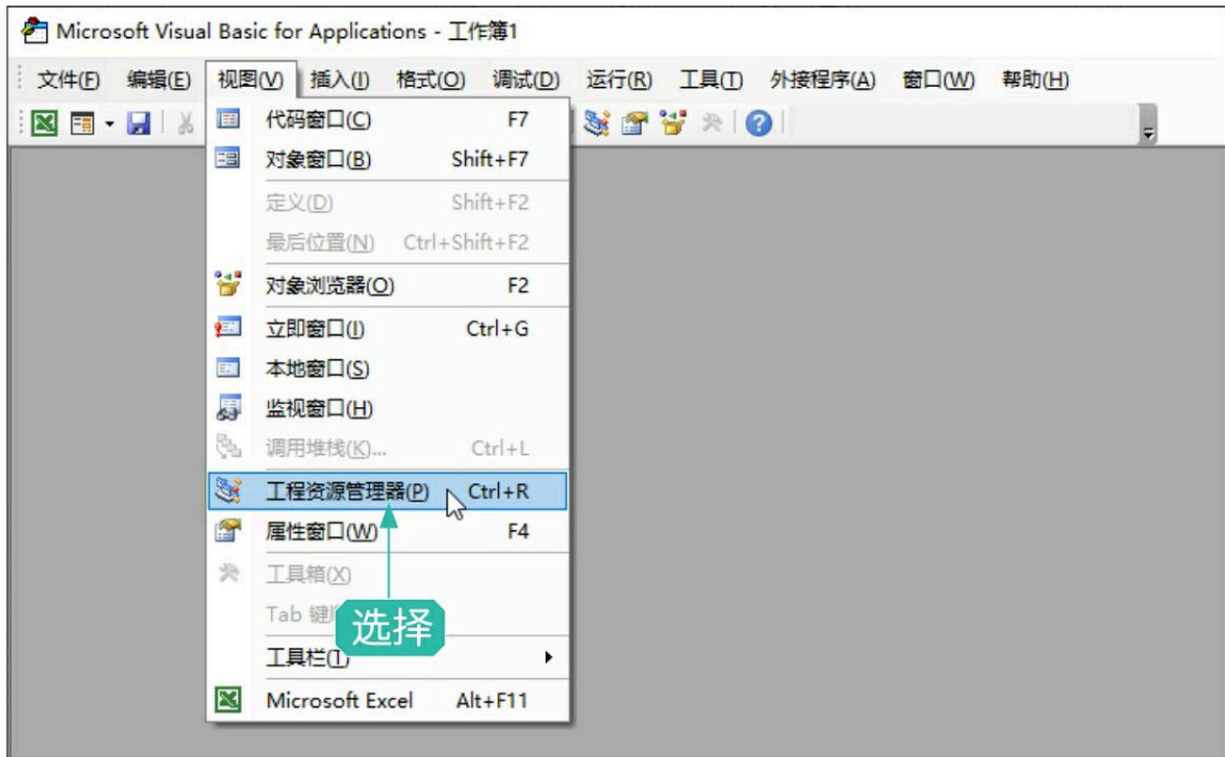 Microsoft Visual Basic for Applications - 工作簿1
文件(F) 编辑(E) 视图(V) 插入(I) 格式(O) 调试(D) 运行(R) 工具(T) 外接程序(A) 窗口(W) 帮助(H)
代码窗口(C) F7
对象窗口(B) Shift+F7
定义(D) Shift+F2
最后位置(N) Ctrl+Shift+F2
对象浏览器(O) F2
立即窗口(I) Ctrl+G
本地窗口(S)
监视窗口(H)
调用堆栈(K)... Ctrl+L
工程资源管理器(P) Ctrl+R
属性窗口(W) F4
工具箱(X)
Tab 键
选择
工具栏(T)
Microsoft Excel Alt+F11